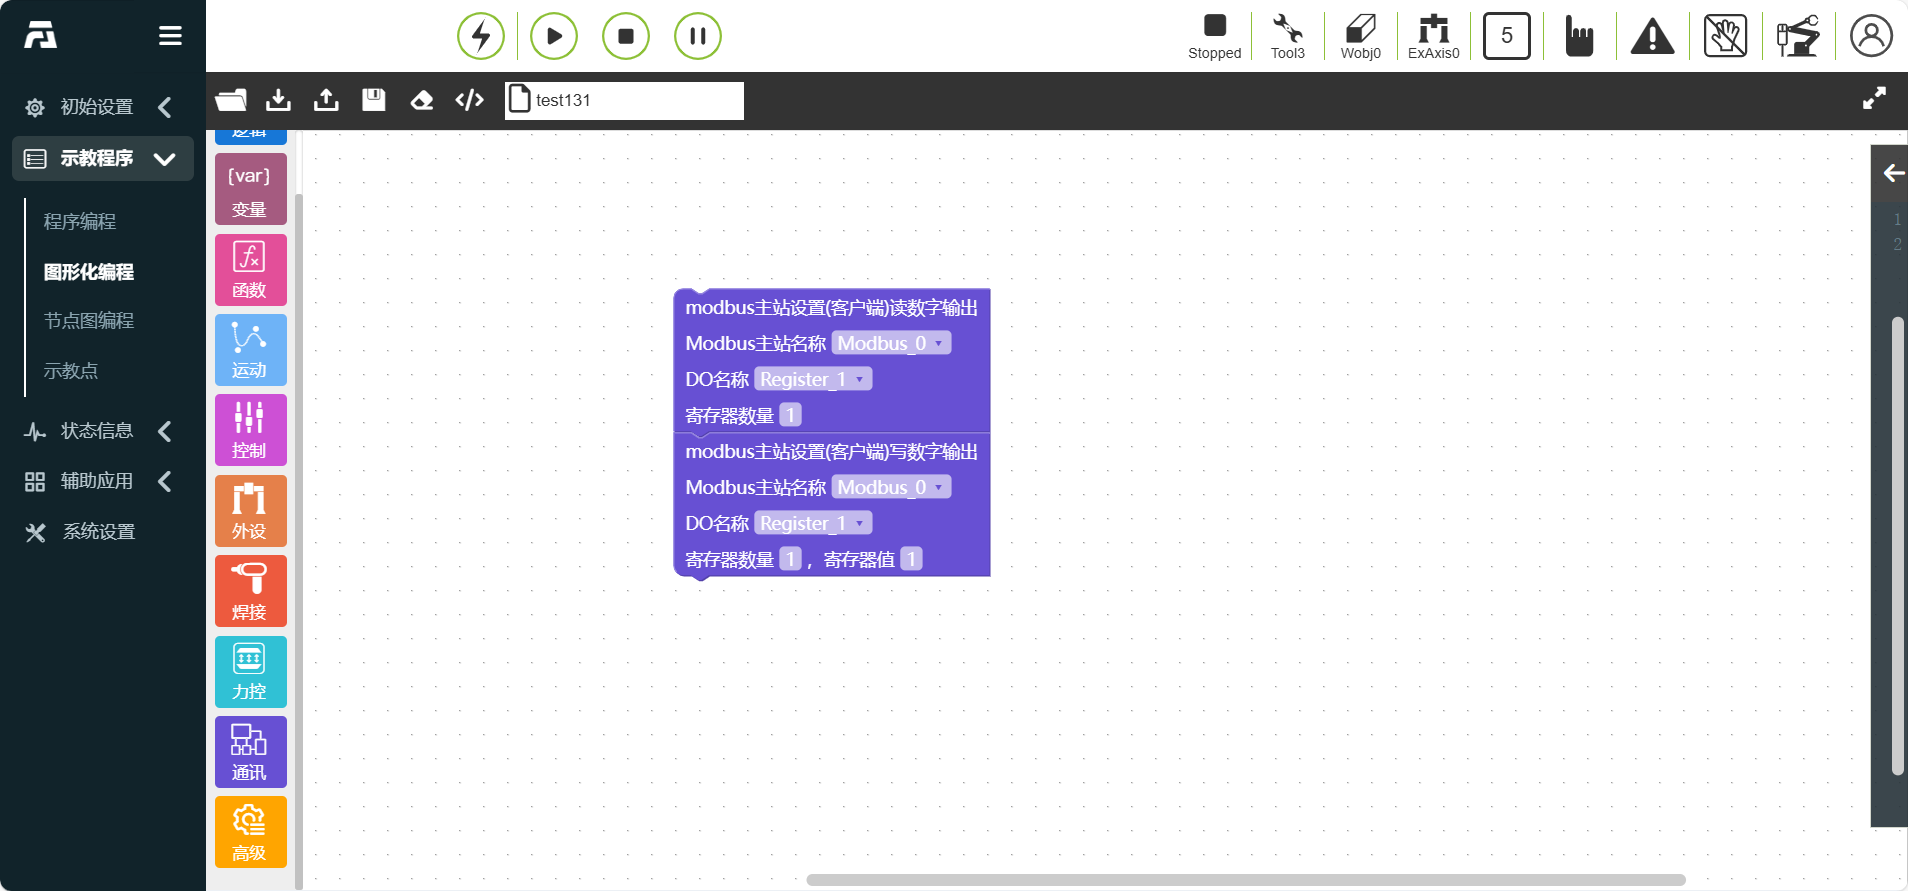 Stopped
Tool3
Wobj0
ExAxis0
5
test131
初始设置
示教程序
程序编程
图形化编程
节点图编程
示教点
状态信息
辅助应用
系统设置
逻辑
{var}
变量
函数
运动
控制
外设
焊接
力控
通讯
高级
modbus主站设置(客户端)读数字输出
Modbus主站名称 Modbus_0
DO名称 Register_1
寄存器数量 1
modbus主站设置(客户端)写数字输出
Modbus主站名称 Modbus_0
DO名称 Register_1
寄存器数量 1 , 寄存器值 1
1
2